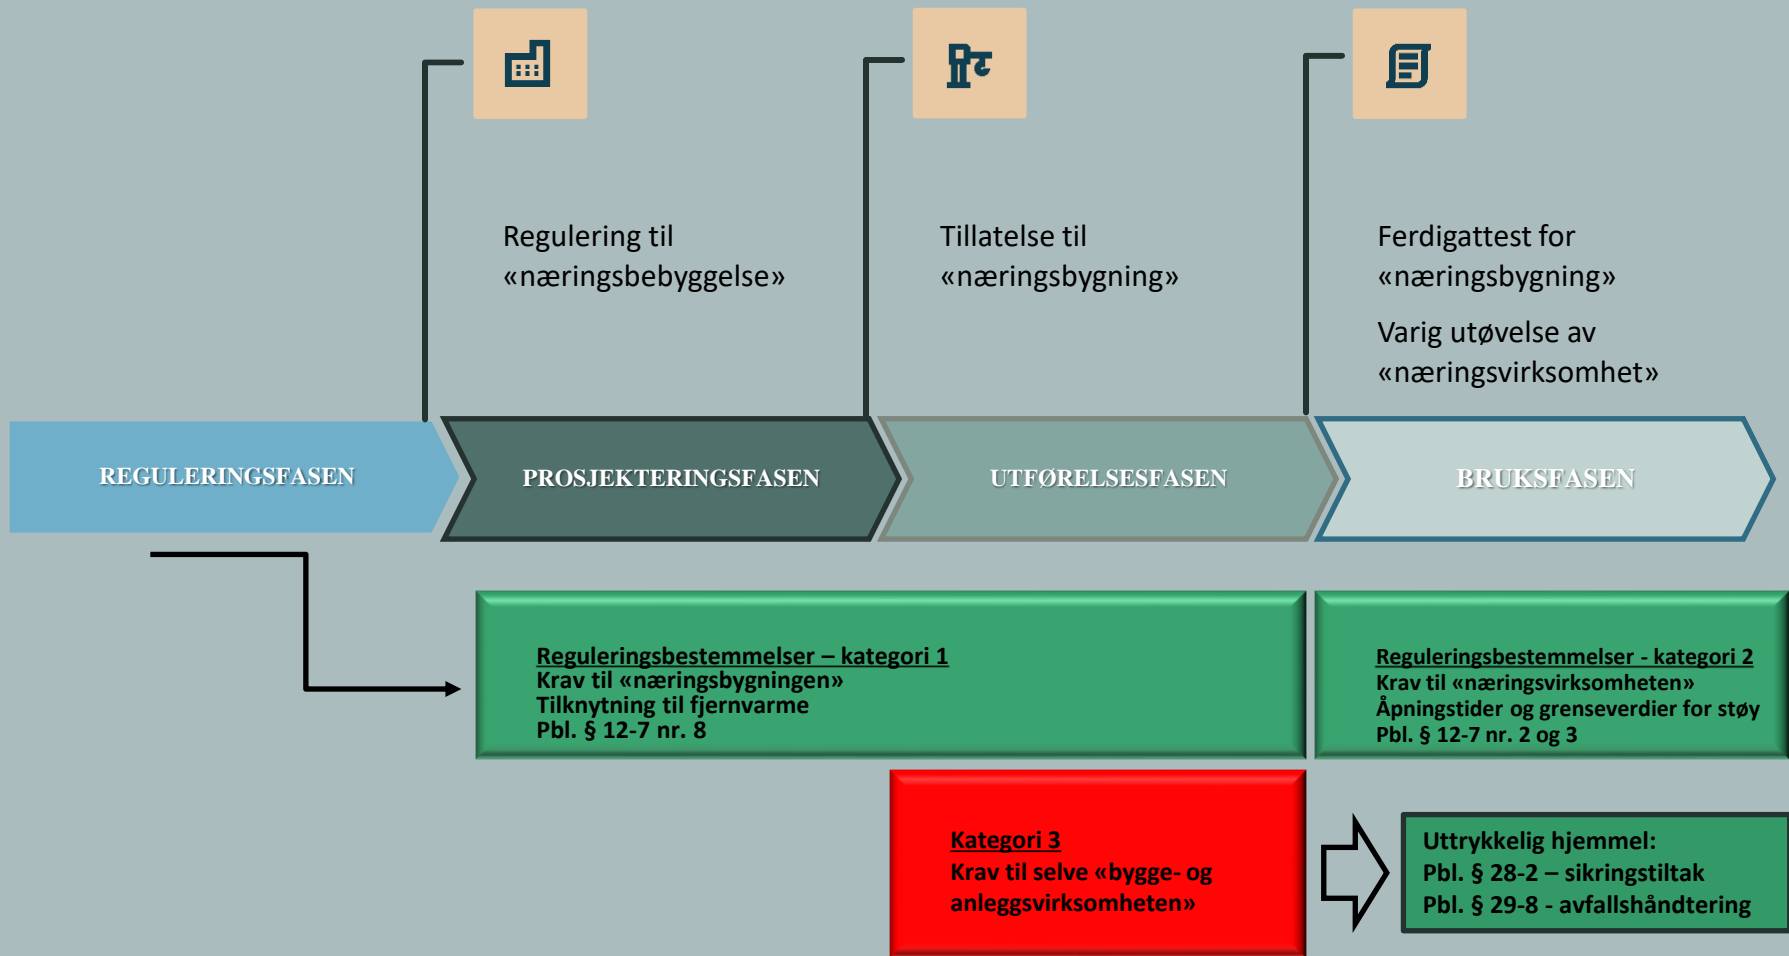 Regulering til
«næringsbebyggelse»
Tillatelse til
«næringsbygning»
Ferdigattest for
«næringsbygning»
Varig utøvelse av
«næringsvirksomhet»
REGULERINGSFASEN
PROSJEKTERINGSFASEN
UTFØRELSESFASEN
BRUKSFASEN
Reguleringsbestemmelser – kategori 1
Krav til «næringsbygningen»
Tilknytning til fjernvarme
Pbl. § 12-7 nr. 8
Reguleringsbestemmelser - kategori 2
Krav til «næringsvirksomheten»
Åpningstider og grenseverdier for støy
Pbl. § 12-7 nr. 2 og 3
Kategori 3
Krav til selve «bygge- og
anleggsvirksomheten»
Uttrykkelig hjemmel:
Pbl. § 28-2 – sikringstiltak
Pbl. § 29-8 - avfallshåndtering